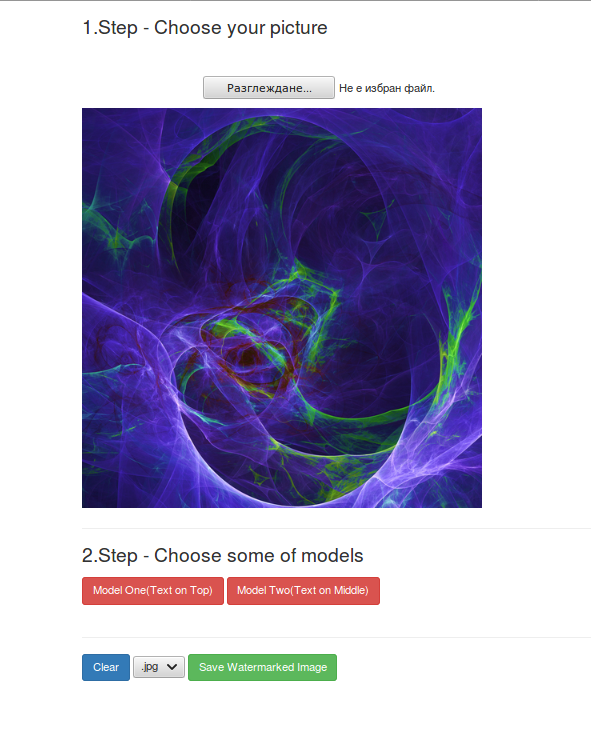 1.Step - Choose your picture
Разглеждане... Не е избран файл.
2.Step - Choose some of models
Model One(Text on Top) Model Two(Text on Middle)
Clear .jpg Save Watermarked Image